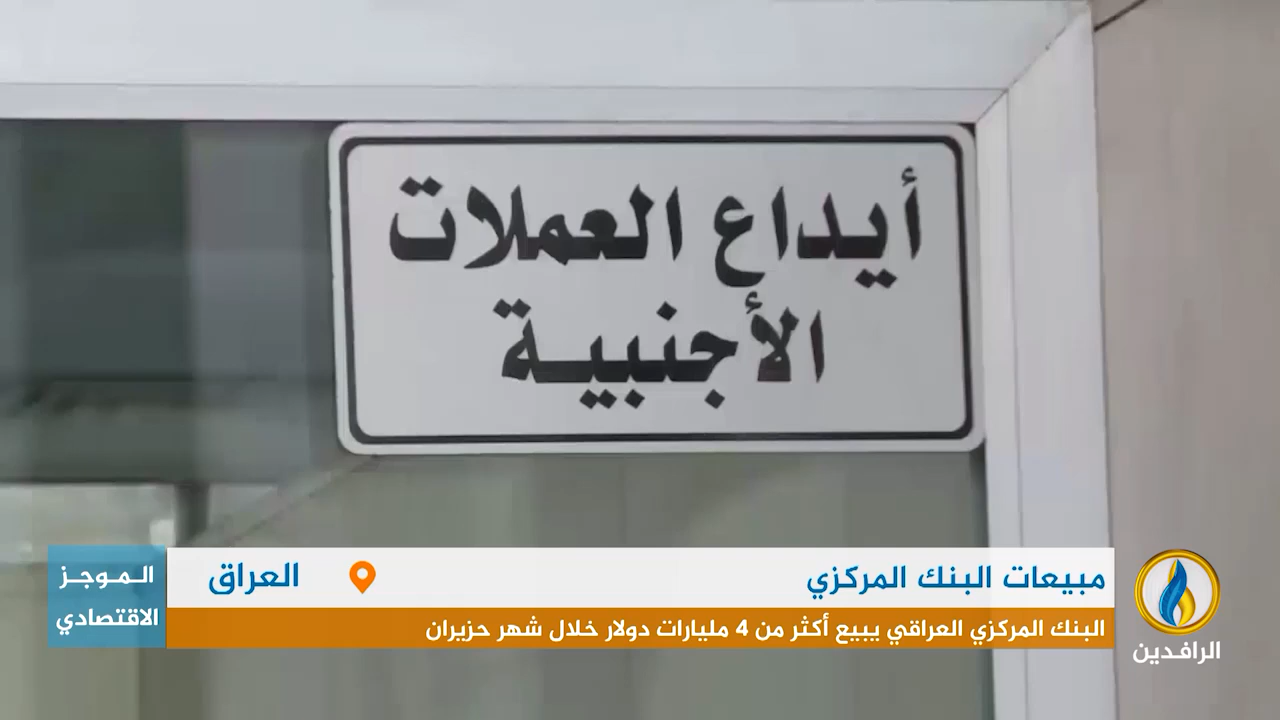 أيداع العملات
الأجنبية
مبيعات البنك المركزي
العراق
الـمـوجـز
الاقتصادي
البنك المركزي العراقي يبيع أكثر من 4 مليارات دولار خلال شهر حزيران
الرافـدين